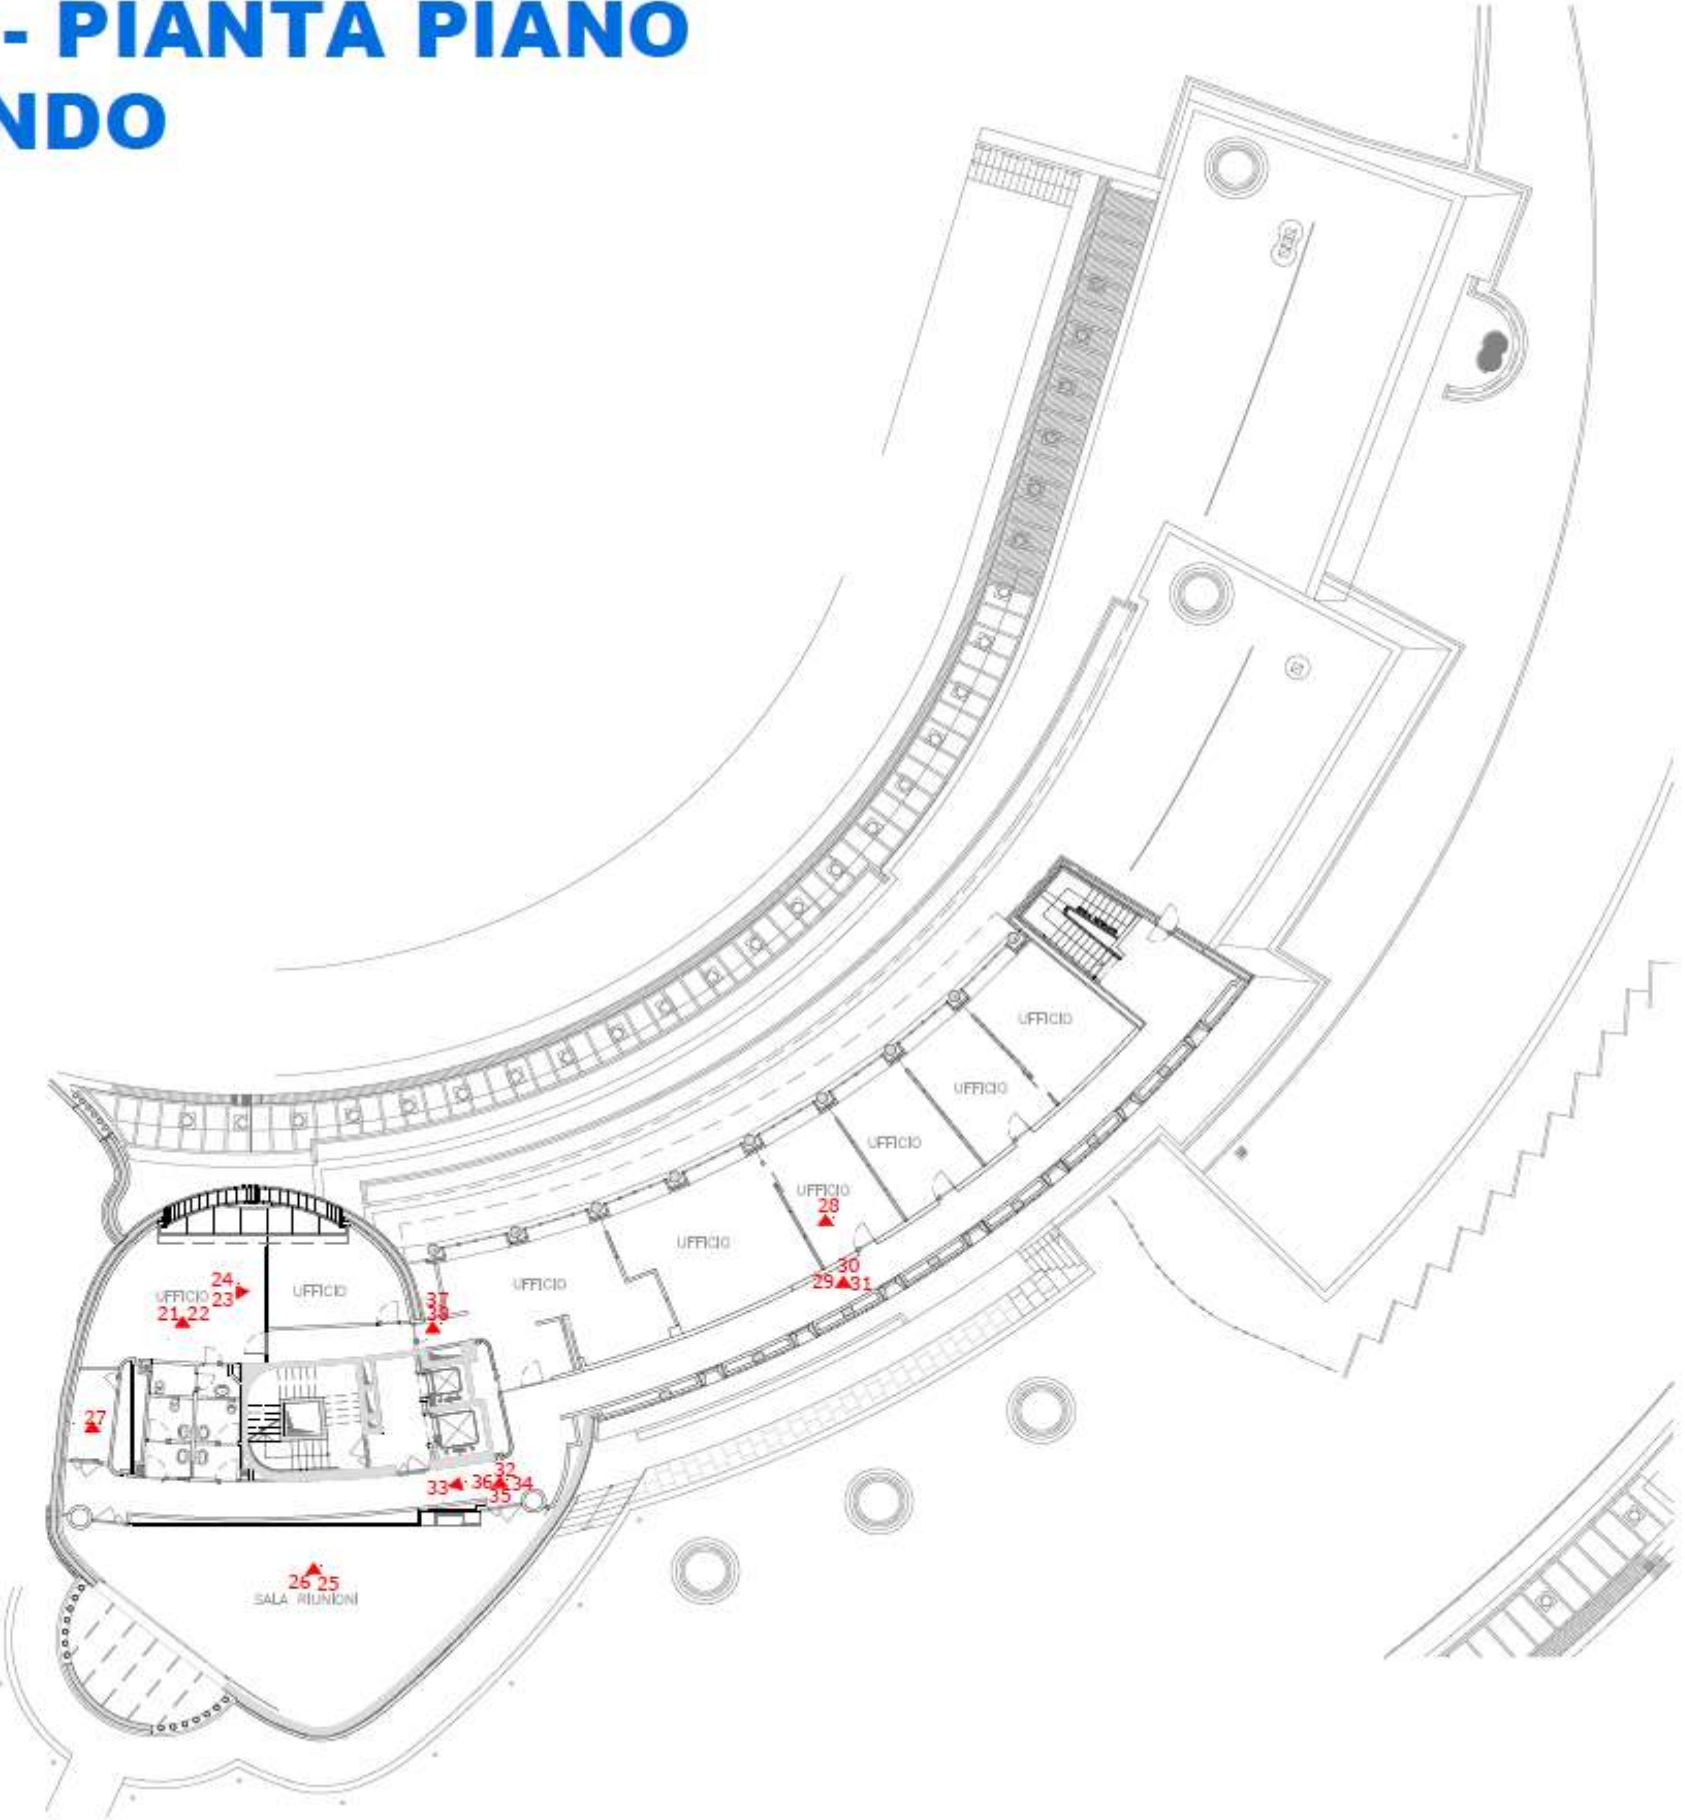 - PIANTA PIANO
NDO
UFFICIO
UFFICIO
UFFICIO
UFFICIO
28
UFFICIO
UFFICIO
UFFICIO
UFFICIO
24
23
21 22
30
29 31
37
38
27
32
33 36 34
35
26 25
SALA RIUNIONI